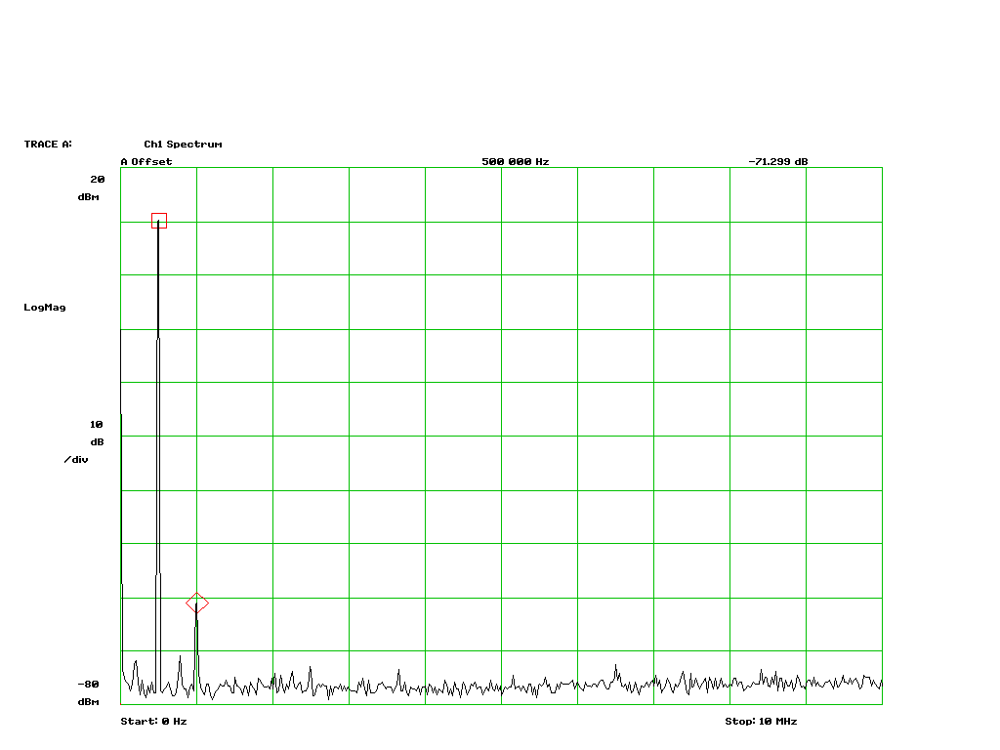 TRACE A: Ch1 Spectrum
A Offset 500 000 Hz -71.299 dB
20
dBm
LogMag
10
dB
/div
-80
dBm
Start: 0 Hz Stop: 10 MHz